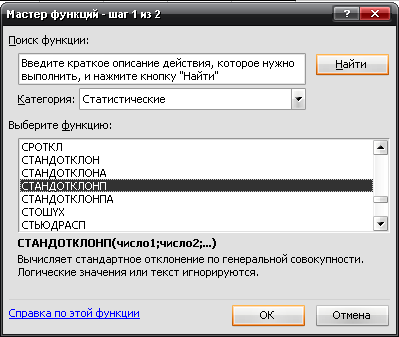 Мастер функций - шаг 1 из 2
Поиск функции:
Введите краткое описание действия, которое нужно
выполнить, и нажмите кнопку "Найти"
Найти
Категория: Статистические
Выберите функцию:
СРОТКЛ
СТАНДОТКЛОН
СТАНДОТКЛОНА
СТАНДОТКЛОНП
СТАНДОТКЛОНПА
СТОШYX
СТЬЮДРАСП
СТАНДОТКЛОНП(число1;число2;...)
Вычисляет стандартное отклонение по генеральной совокупности.
Логические значения или текст игнорируются.
Справка по этой функции
ОК
Отмена